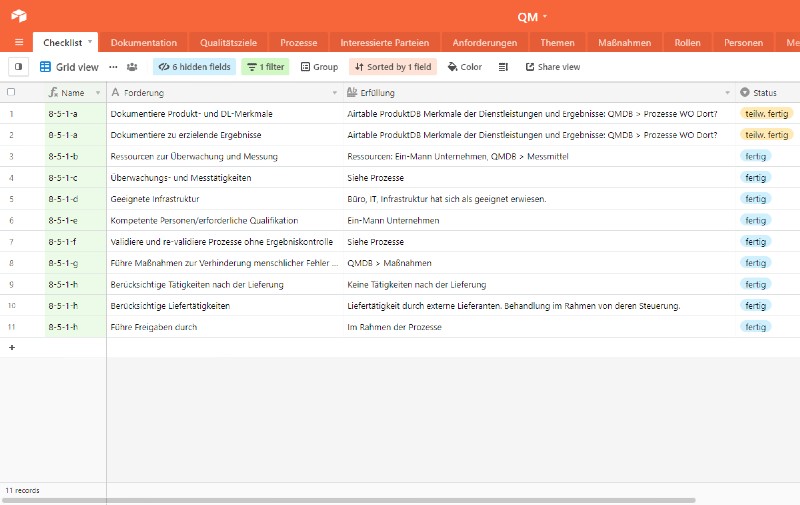 QM
Checklist
Dokumentation
Qualitätsziele
Prozesse
Interessierte Parteien
Anforderungen
Themen
Maßnahmen
Rollen
Personen
Me
Grid view
6 hidden fields
1 filter
Group
Sorted by 1 field
Color
Share view
Name
Forderung
Erfüllung
Status
1 8-5-1-a Dokumentiere Produkt- und DL-Merkmale Airtable ProduktDB Merkmale der Dienstleistungen und Ergebnisse: QMDB > Prozesse WO Dort? teilw. fertig
2 8-5-1-a Dokumentiere zu erzielende Ergebnisse Airtable ProduktDB Merkmale der Dienstleistungen und Ergebnisse: QMDB > Prozesse WO Dort? teilw. fertig
3 8-5-1-b Ressourcen zur Überwachung und Messung Ressourcen: Ein-Mann Unternehmen, QMDB > Messmittel fertig
4 8-5-1-c Überwachungs- und Messtätigkeiten Siehe Prozesse fertig
5 8-5-1-d Geeignete Infrastruktur Büro, IT, Infrastruktur hat sich als geeignet erwiesen. fertig
6 8-5-1-e Kompetente Personen/erforderliche Qualifikation Ein-Mann Unternehmen fertig
7 8-5-1-f Validiere und re-validiere Prozesse ohne Ergebniskontrolle Siehe Prozesse fertig
8 8-5-1-g Führe Maßnahmen zur Verhinderung menschlicher Fehler ... QMDB > Maßnahmen fertig
9 8-5-1-h Berücksichtige Tätigkeiten nach der Lieferung Keine Tätigkeiten nach der Lieferung fertig
10 8-5-1-h Berücksichtige Liefertätigkeiten Liefertätigkeit durch externe Lieferanten. Behandlung im Rahmen von deren Steuerung. fertig
11 8-5-1-h Führe Freigaben durch Im Rahmen der Prozesse fertig
+
11 records